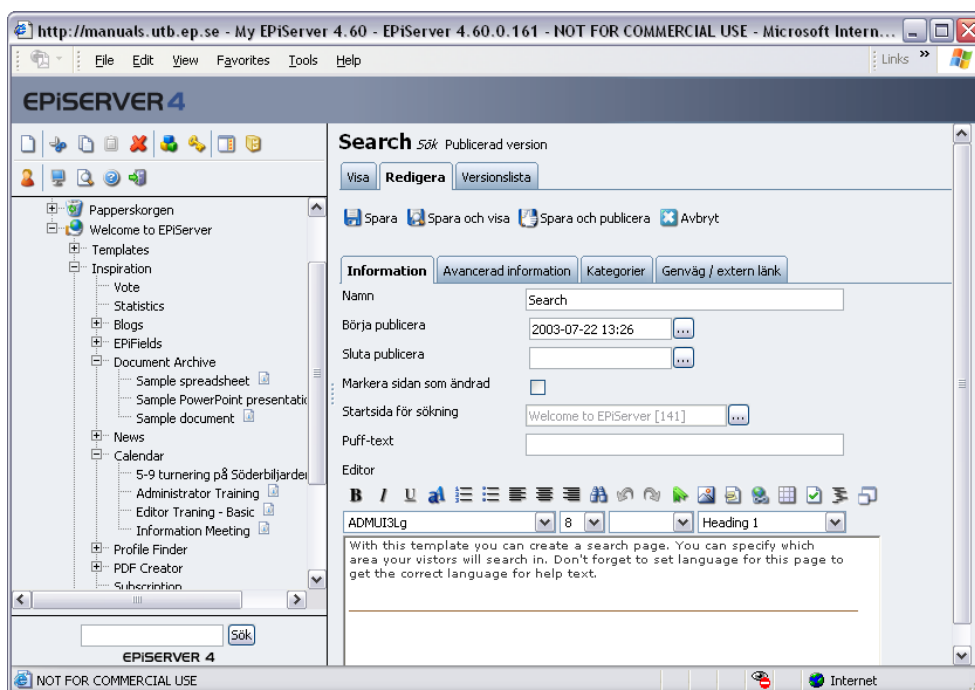 http://manuals.utb.ep.se - My EPiServer 4.60 - EPiServer 4.60.0.161 - NOT FOR COMMERCIAL USE - Microsoft Intern...
File Edit View Favorites Tools Help Links »
EPiSERVER 4
Search Sök Publicerad version
Visa Redigera Versionslista
Spara Spara och visa Spara och publicera Avbryt
Information Avancerad information Kategorier Genväg / extern länk
Namn Search
Börja publicera 2003-07-22 13:26 ...
Sluta publicera ...
Markera sidan som ändrad
Startsida för sökning Welcome to EPiServer [141] ...
Puff-text
Editor
B I U
ADMUI3Lg 8 Heading 1
With this template you can create a search page. You can specify which
area your vistors will search in. Don't forget to set language for this page to
get the correct language for help text.
Papperskorgen
Welcome to EPiServer
Templates
Inspiration
Vote
Statistics
Blogs
EPiFields
Document Archive
Sample spreadsheet
Sample PowerPoint presentatio
Sample document
News
Calendar
5-9 turnering på Söderbiljarden
Administrator Training
Editor Traning - Basic
Information Meeting
Profile Finder
PDF Creator
Subscription
Sök
EPiSERVER 4
NOT FOR COMMERCIAL USE Internet